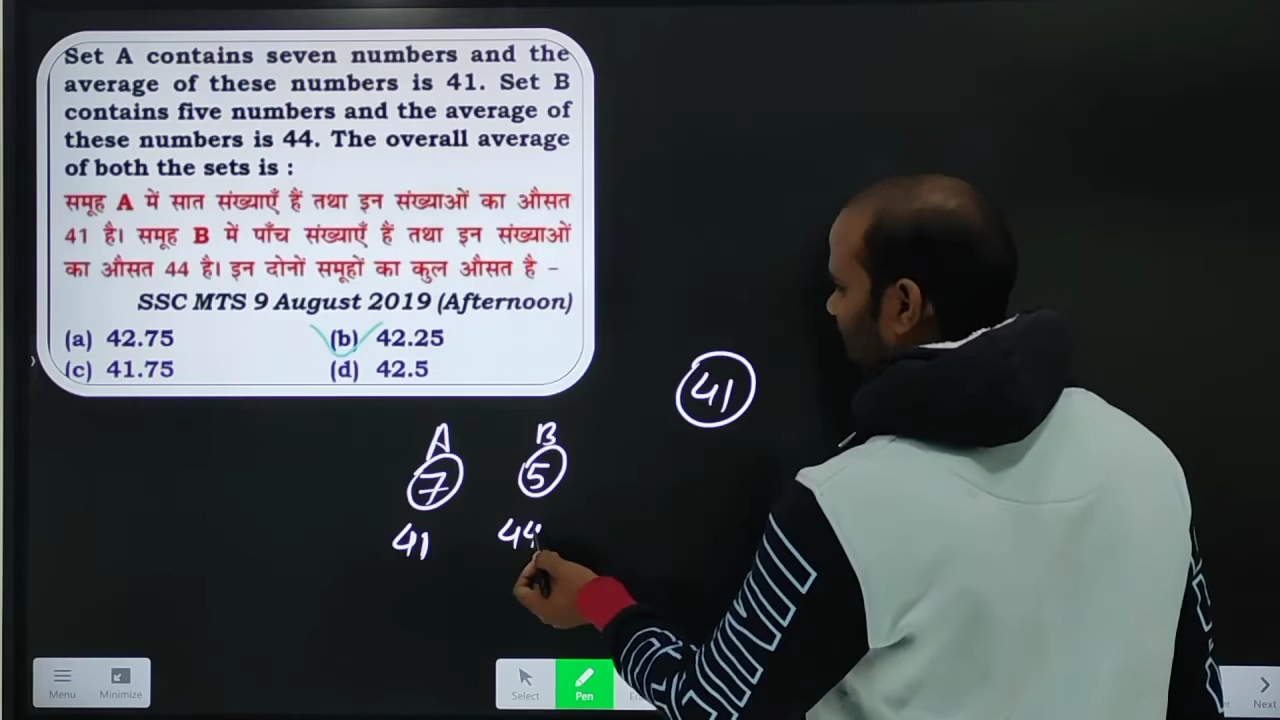 Set A contains seven numbers and the
average of these numbers is 41. Set B
contains five numbers and the average of
these numbers is 44. The overall average
of both the sets is :
समूह A में सात संख्याएँ हैं तथा इन संख्याओं का औसत
41 है। समूह B में पाँच संख्याएँ हैं तथा इन संख्याओं
का औसत 44 है। इन दोनों समूहों का कुल औसत है –
SSC MTS 9 August 2019 (Afternoon)
(a) 42.75 (b) 42.25
(c) 41.75 (d) 42.5
41
A B
7 5
41 44
Menu Minimize Select Pen Next